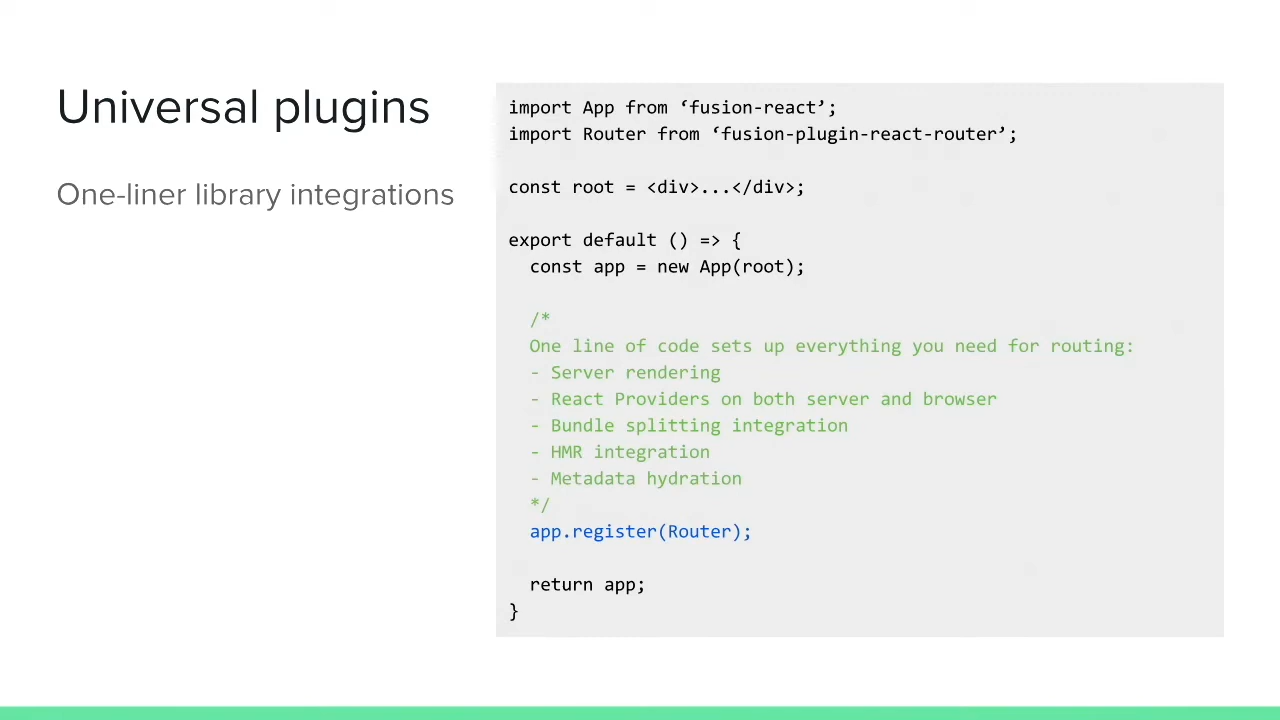 Universal plugins
One-liner library integrations
import App from ‘fusion-react’;
import Router from ‘fusion-plugin-react-router’;
const root = <div>...</div>;
export default () => {
const app = new App(root);
/*
One line of code sets up everything you need for routing:
- Server rendering
- React Providers on both server and browser
- Bundle splitting integration
- HMR integration
- Metadata hydration
*/
app.register(Router);
return app;
}